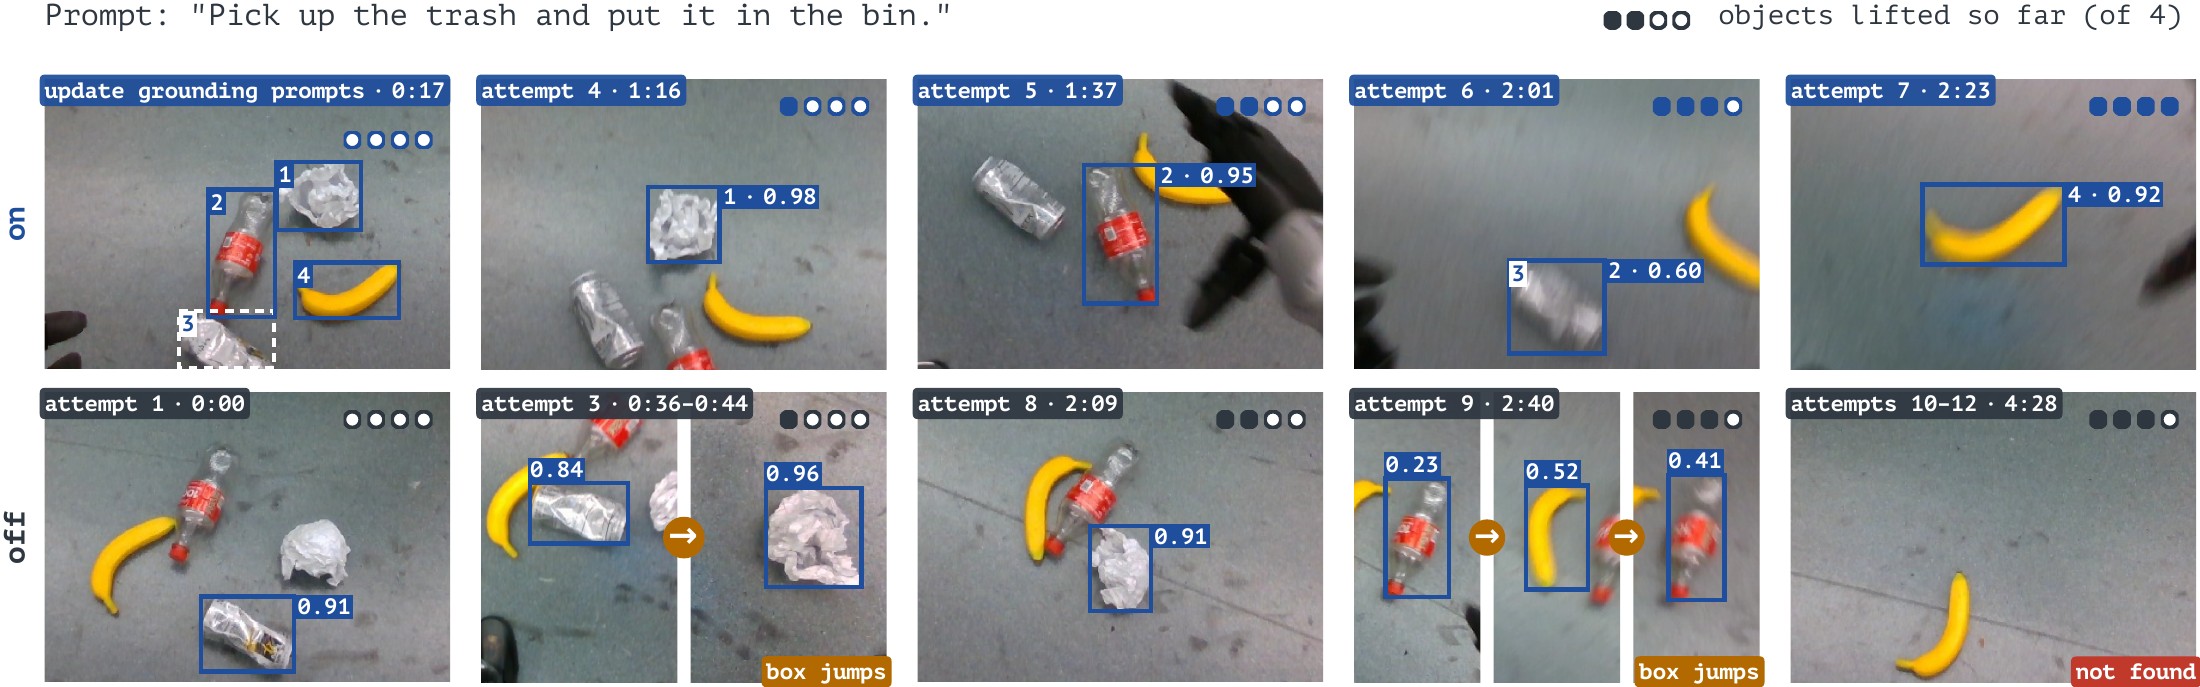 Prompt: "Pick up the trash and put it in the bin."
objects lifted so far (of 4)
on
update grounding prompts · 0:17
1
2
3
4
attempt 4 · 1:16
1 · 0.98
attempt 5 · 1:37
2 · 0.95
attempt 6 · 2:01
3
2 · 0.60
attempt 7 · 2:23
4 · 0.92
off
attempt 1 · 0:00
0.91
attempt 3 · 0:36–0:44
0.84
→
0.96
box jumps
attempt 8 · 2:09
0.91
attempt 9 · 2:40
0.23
→
0.52
→
0.41
box jumps
attempts 10–12 · 4:28
not found